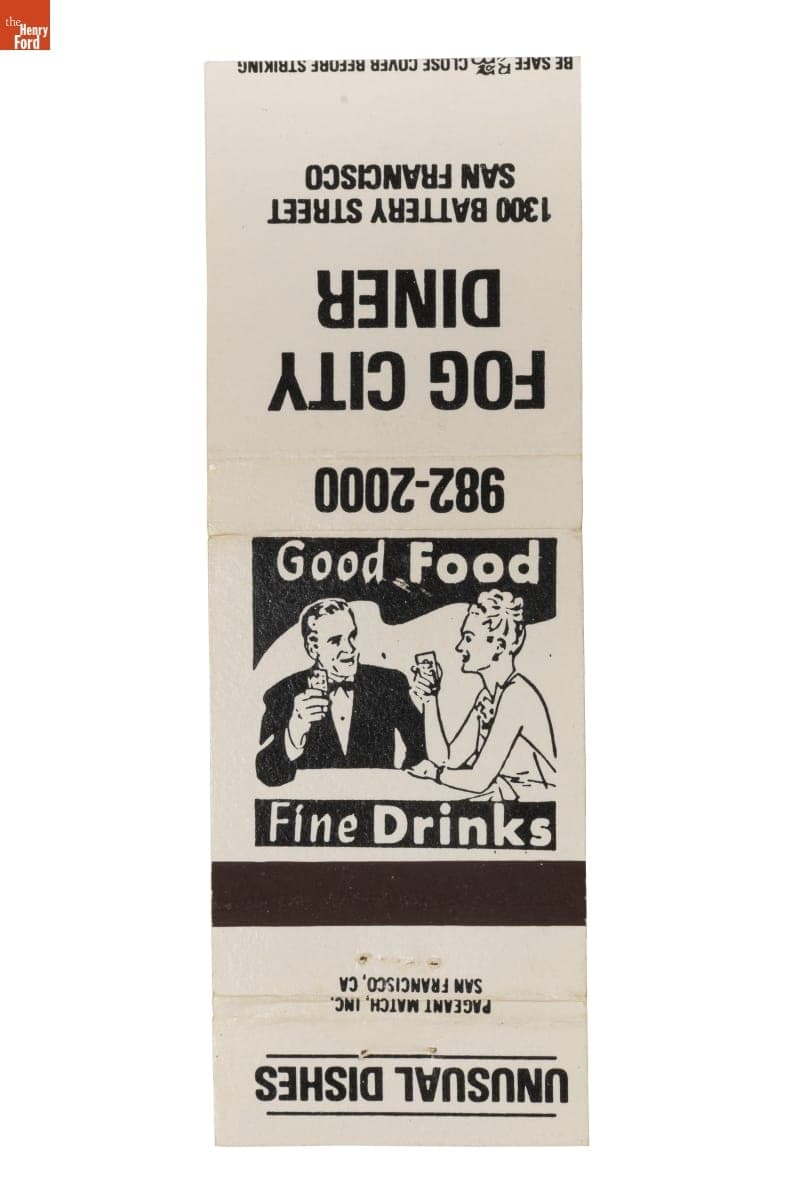 the
Henry
Ford
BE SAFE CLOSE COVER BEFORE STRIKING
FOG CITY
DINER
1300 BATTERY STREET
SAN FRANCISCO
982-2000
Good Food
Fine Drinks
PAGEANT MATCH, INC.
SAN FRANCISCO, CA
UNUSUAL DISHES